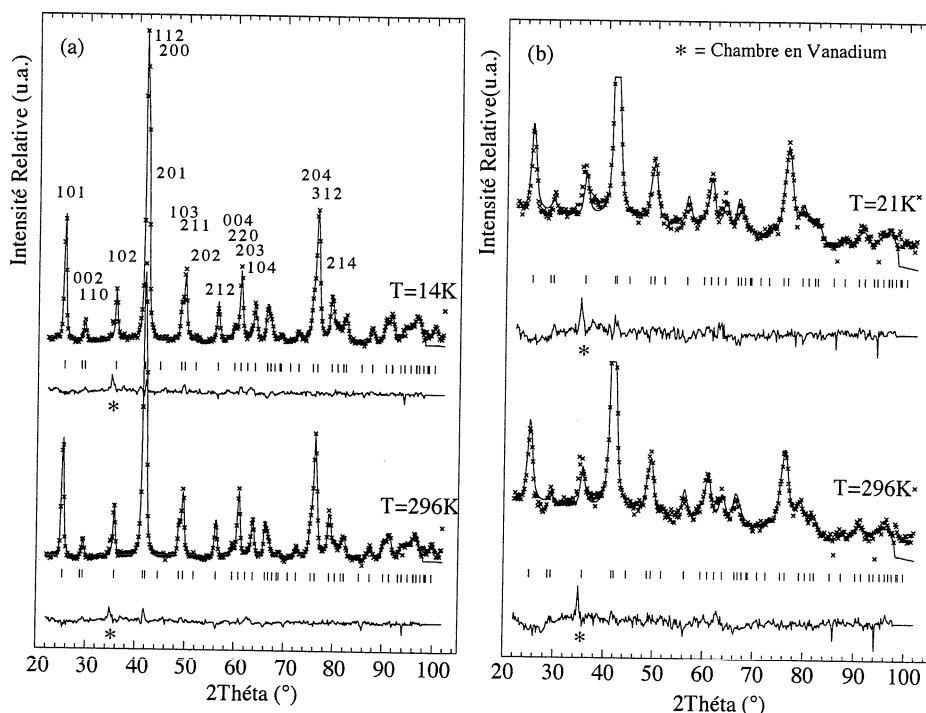 (a)
112
200
101
002
110
102
201
103
211
202
212
004
220
203
104
204
312
214
T=14K
T=296K
*
*
Intensité Relative (u.a.)
20 30 40 50 60 70 80 90 100
2Théta (°)
(b)
* = Chambre en Vanadium
T=21K
T=296K
*
*
Intensité Relative(u.a.)
20 30 40 50 60 70 80 90 100
2Théta (°)